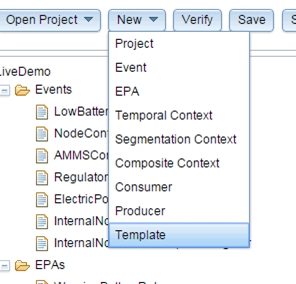 Open Project New Verify Save
Project
LiveDemo
Events
Event
EPA
LowBatter
Temporal Context
NodeCon
Segmentation Context
AMMSCo
Composite Context
Regulator
Consumer
ElectricPo
Producer
InternalNo
Template
InternalNo
EPAs